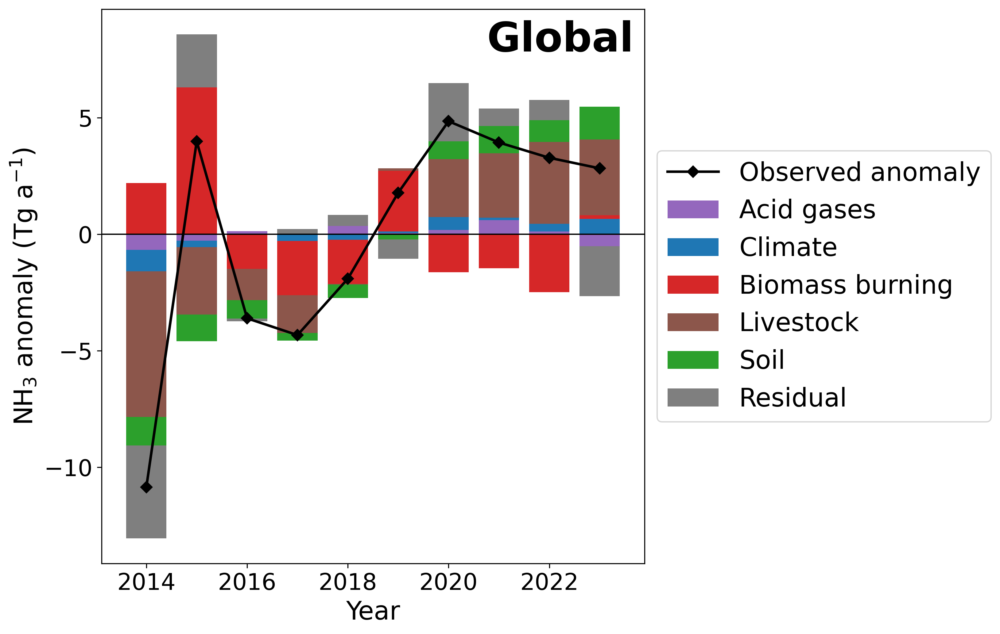 Global
5
0
−5
−10
NH₃ anomaly (Tg a⁻¹)
2014 2016 2018 2020 2022
Year
Observed anomaly
Acid gases
Climate
Biomass burning
Livestock
Soil
Residual